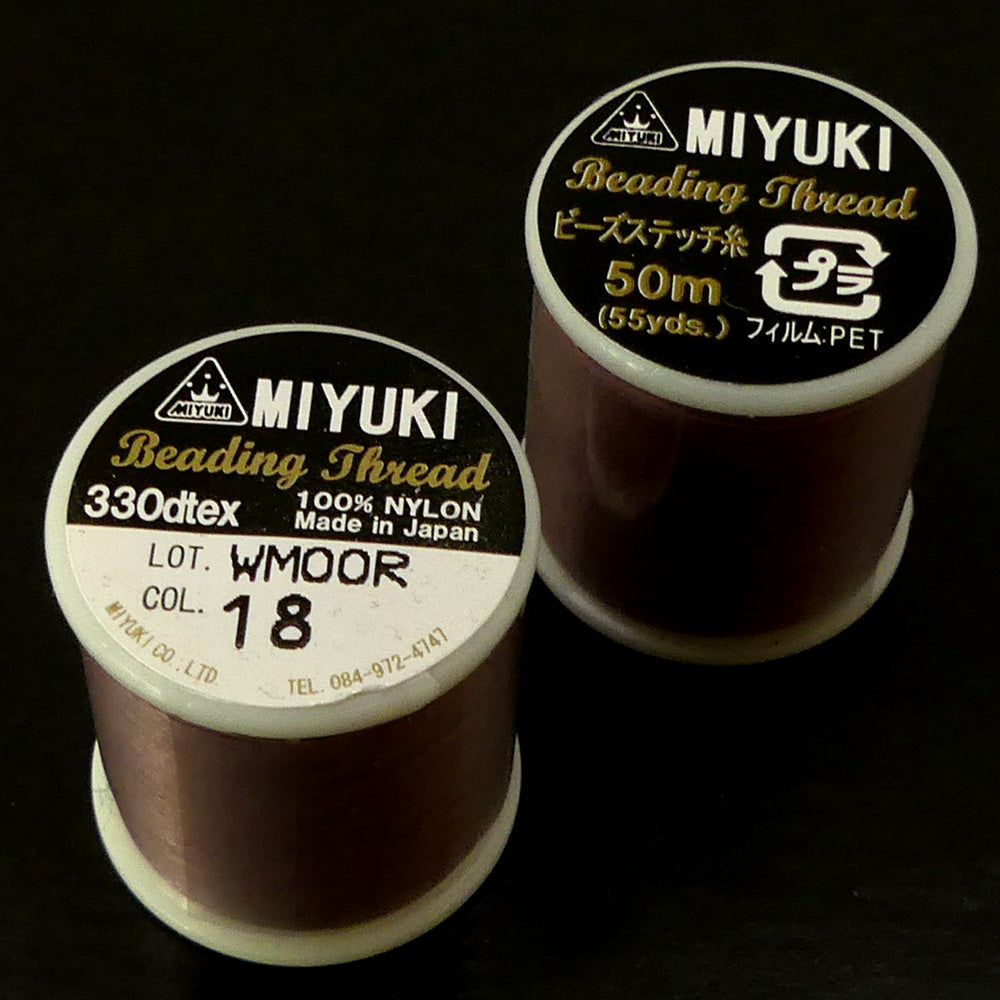 MIYUKI
MIYUKI
Beading Thread
330dtex
100% NYLON
Made in Japan
LOT. WMOOR
COL. 18
MIYUKI CO.,LTD
TEL. 084-972-4747
MIYUKI
MIYUKI
Beading Thread
ビーズステッチ糸
50m
(55yds.)
プラ
フィルム:PET